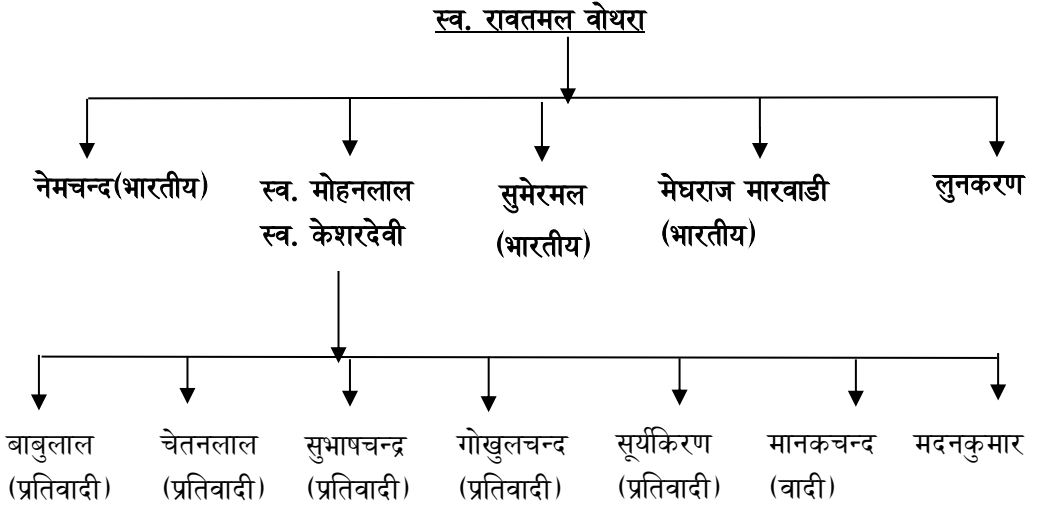 स्व. रावतमल वोथरा
नेमचन्द(भारतीय)
स्व. मोहनलाल
स्व. केशरदेवी
सुमेरमल
(भारतीय)
मेघराज मारवाडी
(भारतीय)
लुनकरण
बाबुलाल
(प्रतिवादी)
चेतनलाल
(प्रतिवादी)
सुभाषचन्द्र
(प्रतिवादी)
गोखुलचन्द
(प्रतिवादी)
सूर्यकिरण
(प्रतिवादी)
मानकचन्द
(वादी)
मदनकुमार